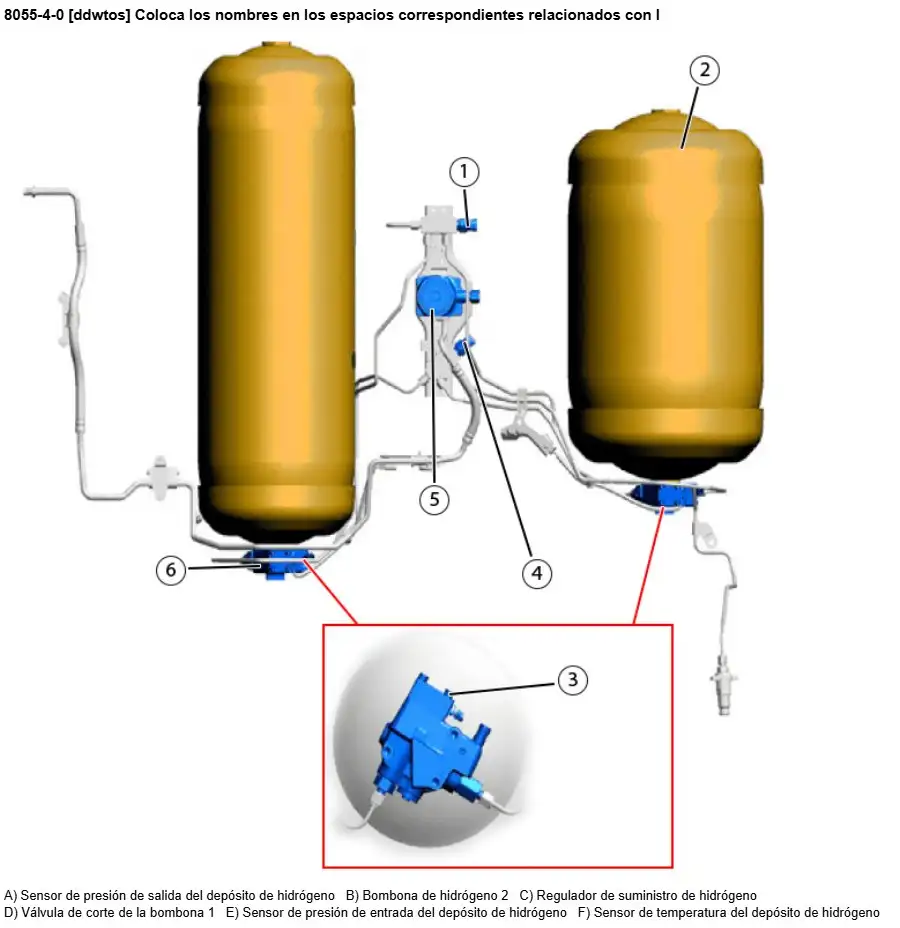 8055-4-0 [ddwtos] Coloca los nombres en los espacios correspondientes relacionados con l
2
1
5
4
6
3
A) Sensor de presión de salida del depósito de hidrógeno B) Bombona de hidrógeno 2 C) Regulador de suministro de hidrógeno
D) Válvula de corte de la bombona 1 E) Sensor de presión de entrada del depósito de hidrógeno F) Sensor de temperatura del depósito de hidrógeno